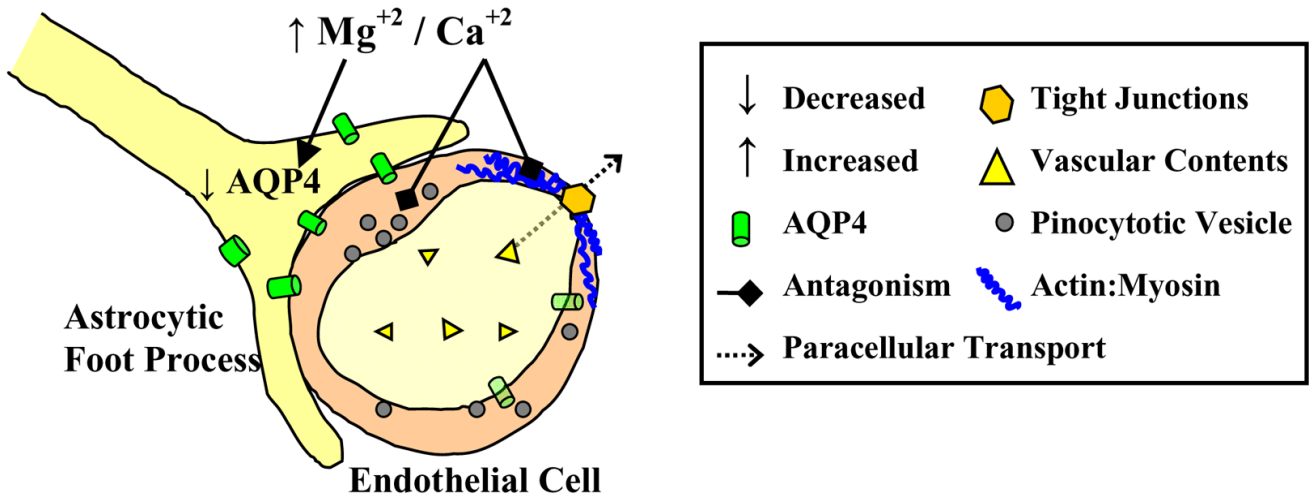 ↑ Mg+2 / Ca+2
↓ AQP4
Astrocytic
Foot Process
Endothelial Cell
↓ Decreased
Tight Junctions
↑ Increased
Vascular Contents
AQP4
Pinocytotic Vesicle
Antagonism
Actin:Myosin
Paracellular Transport